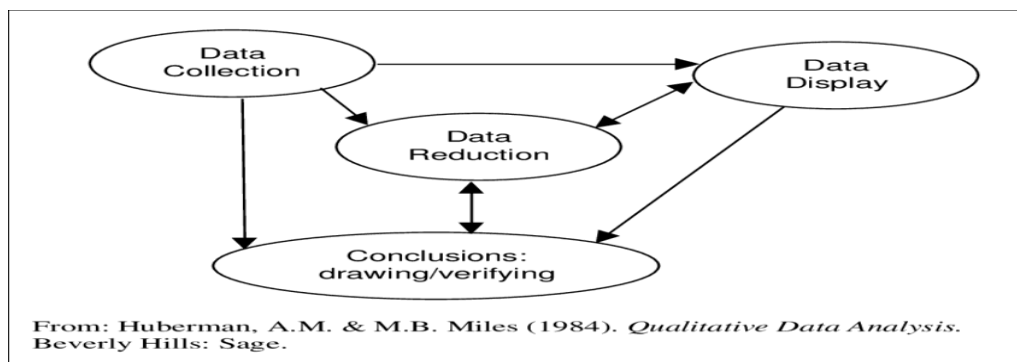 Data
Collection
Data
Display
Data
Reduction
Conclusions:
drawing/verifying
From: Huberman, A.M. & M.B. Miles (1984). Qualitative Data Analysis.
Beverly Hills: Sage.